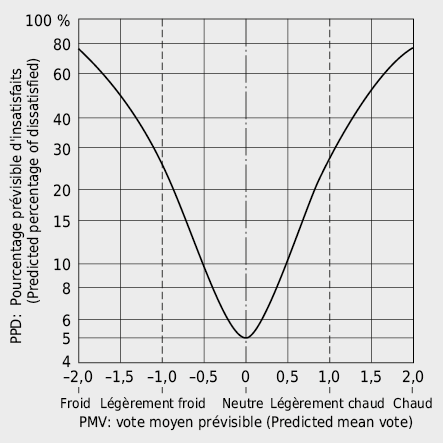 100 %
80
60
40
30
20
15
10
8
6
5
4
PPD: Pourcentage prévisible d'insatisfaits
(Predicted percentage of dissatisfied)
–2,0 –1,5 –1,0 –0,5 0 0,5 1,0 1,5 2,0
Froid Légèrement froid Neutre Légèrement chaud Chaud
PMV: vote moyen prévisible (Predicted mean vote)